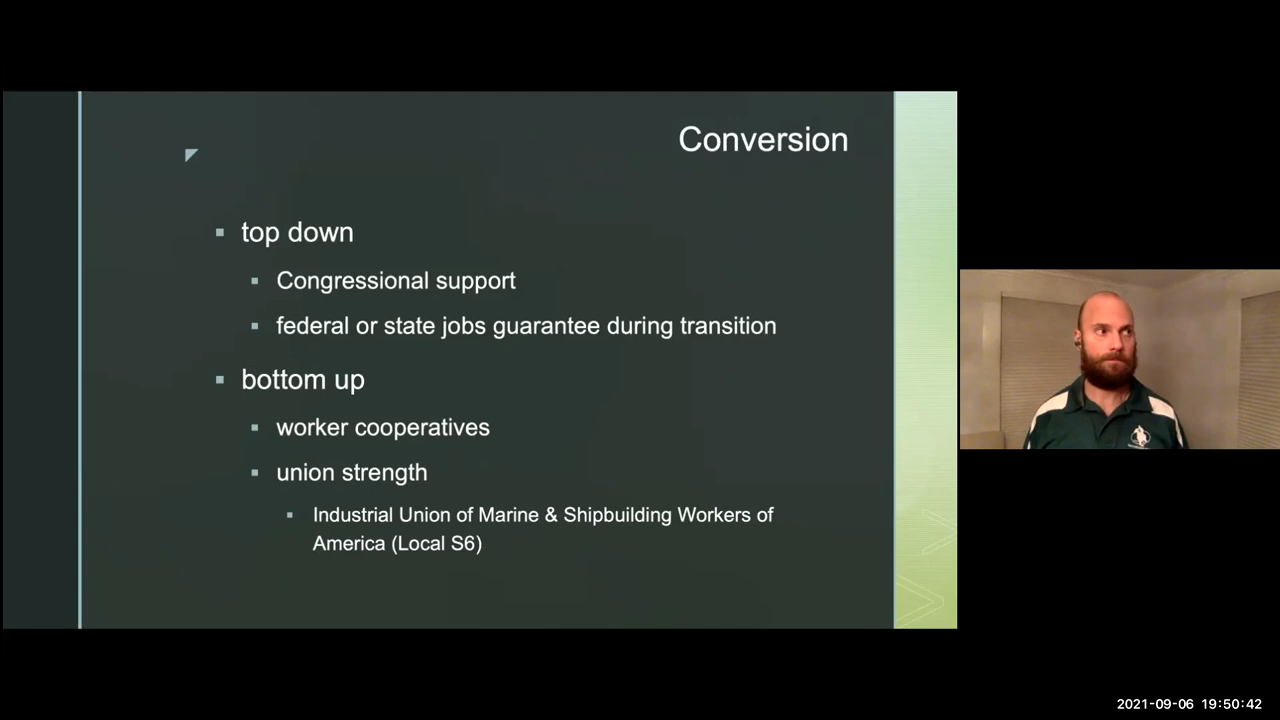 Conversion
top down
Congressional support
federal or state jobs guarantee during transition
bottom up
worker cooperatives
union strength
Industrial Union of Marine & Shipbuilding Workers of
America (Local S6)
2021-09-06 19:50:42